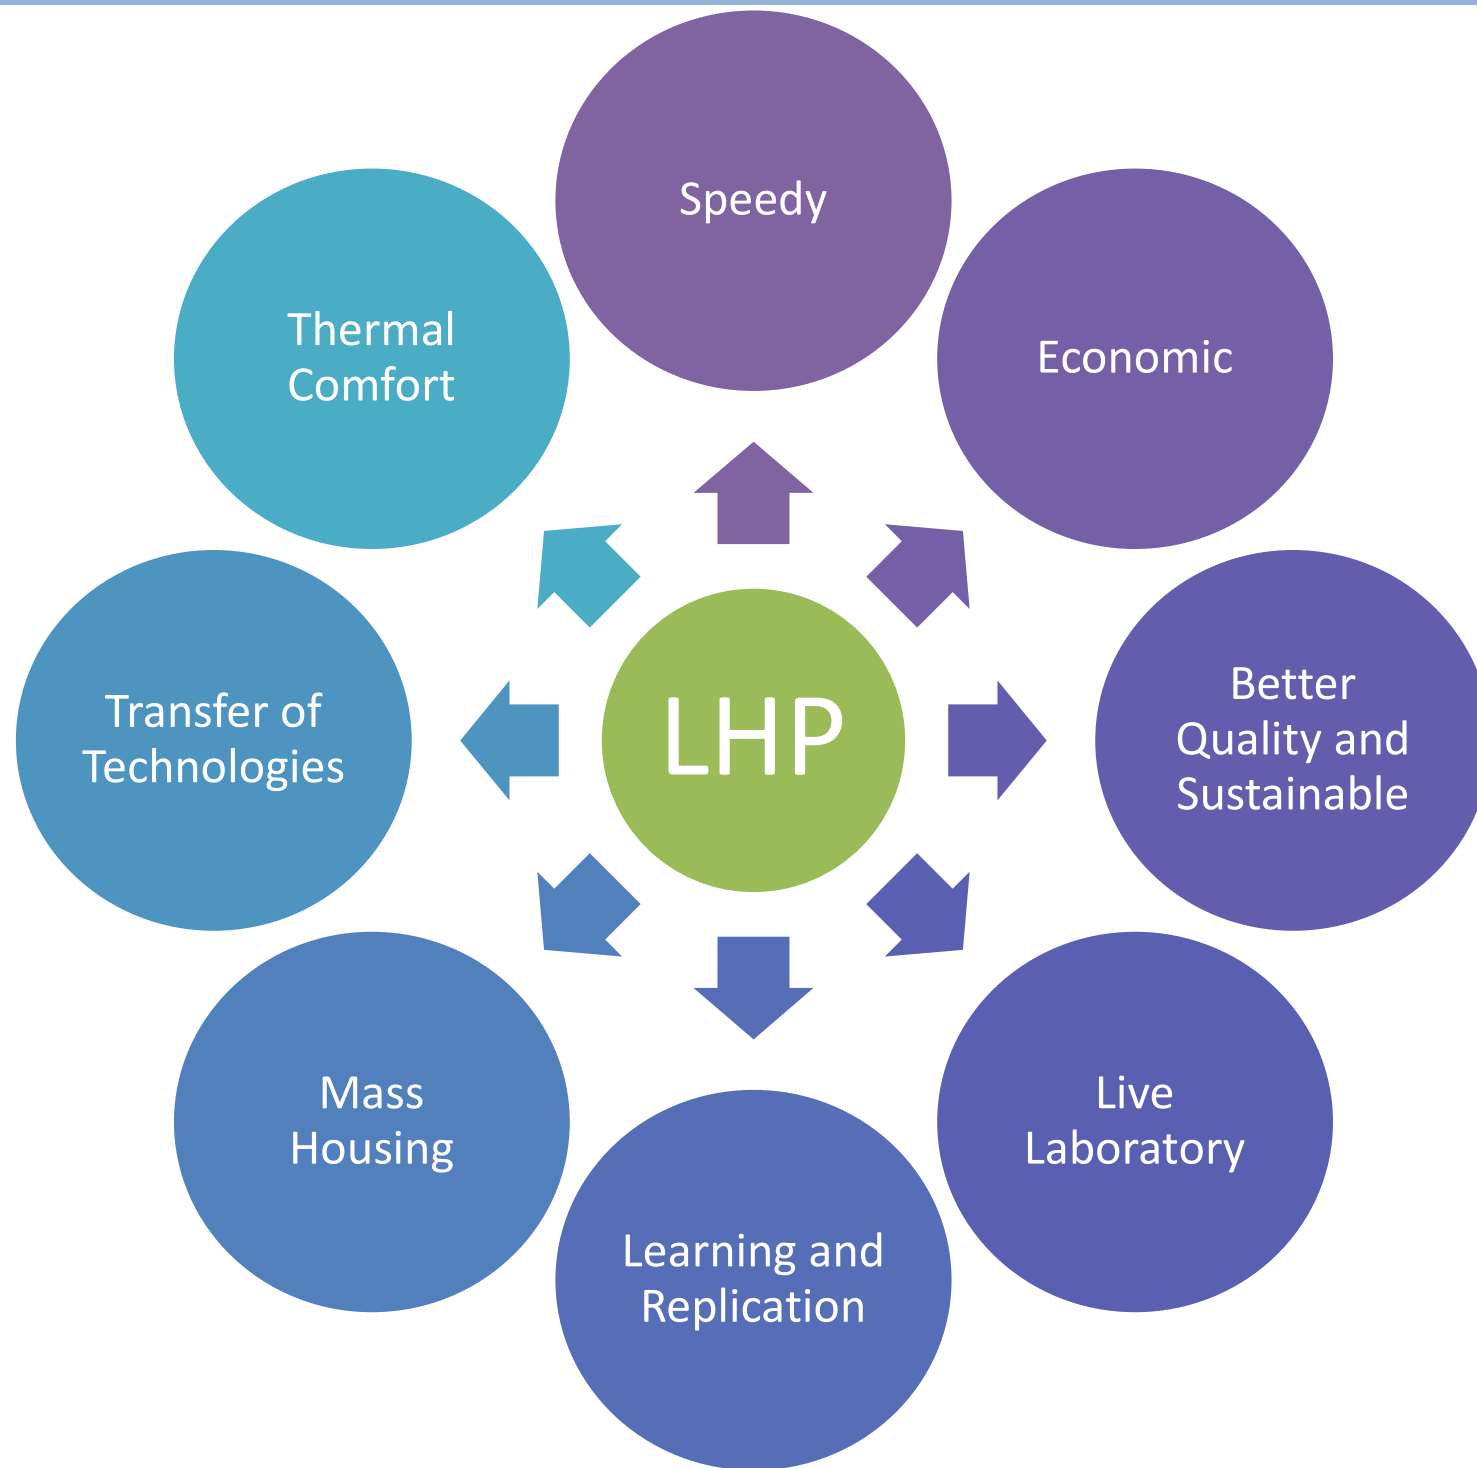 Speedy
Thermal
Comfort
Economic
Transfer of
Technologies
LHP
Better
Quality and
Sustainable
Mass
Housing
Live
Laboratory
Learning and
Replication